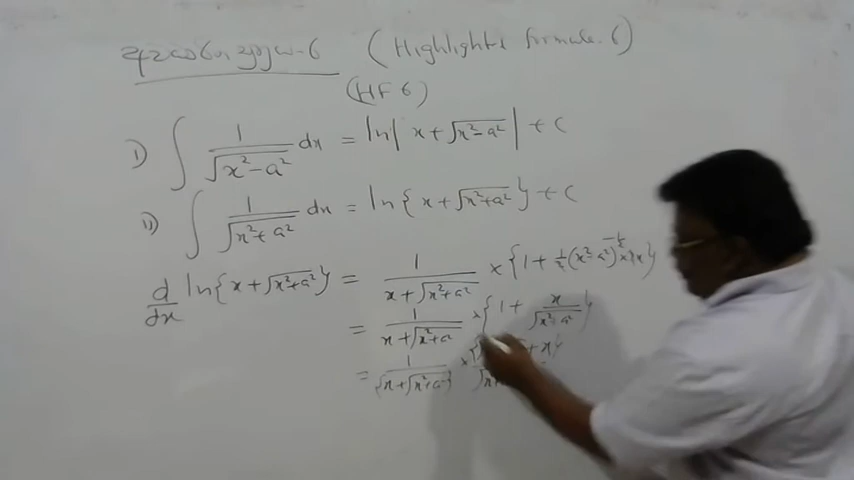 (Highlights formula - 6)
(HF 6)
I) ∫ 1/√(x²-a²) dx = ln| x + √(x²-a²) | + c
II) ∫ 1/√(x²+a²) dx = ln{ x + √(x²+a²) } + c
d/dx ln{ x + √(x²+a²) } = 1/(x+√(x²+a²)) × { 1 + 1/2 (x²+a²)^(-1/2) × 2x }
= 1/(x+√(x²+a²)) × { 1 + x/√(x²+a²) }
= 1/{x+√(x²+a²)} × { + x }